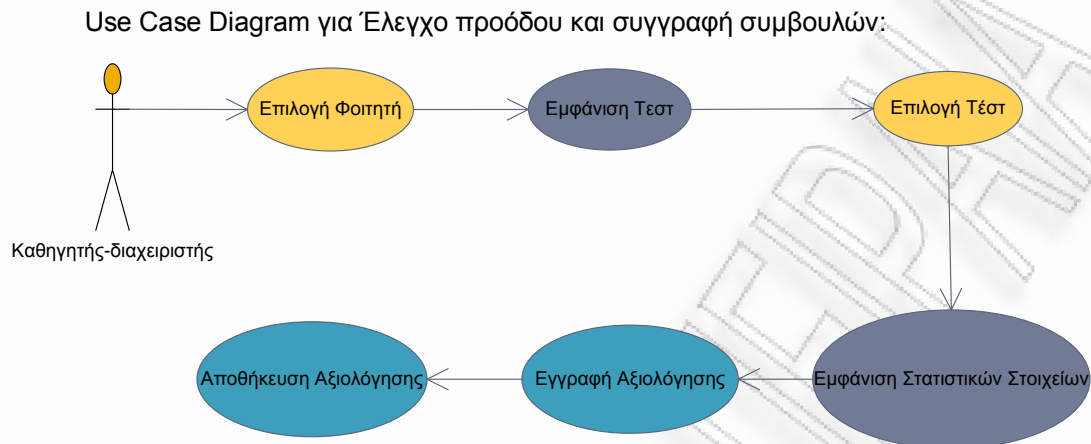 Use Case Diagram για Έλεγχο προόδου και συγγραφή συμβουλών:
Επιλογή Φοιτητή
Εμφάνιση Τεστ
Επιλογή Τέστ
Καθηγητής-διαχειριστής
Αποθήκευση Αξιολόγησης
Εγγραφή Αξιολόγησης
Εμφάνιση Στατιστικών Στοιχείων